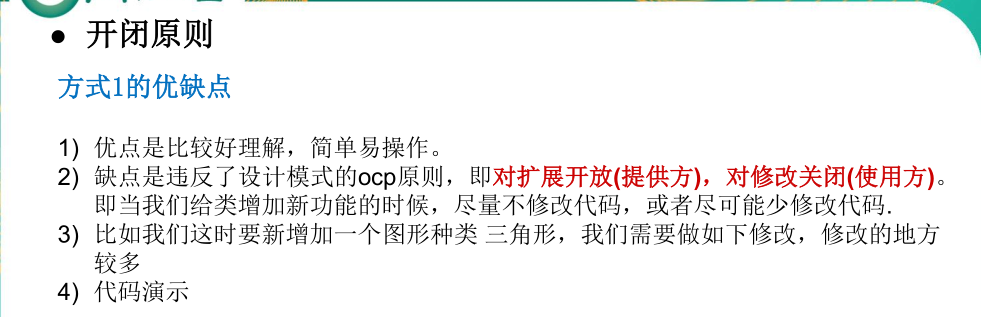 ● 开闭原则
方式1的优缺点
1) 优点是比较好理解，简单易操作。
2) 缺点是违反了设计模式的ocp原则，即对扩展开放(提供方)，对修改关闭(使用方)。
即当我们给类增加新功能的时候，尽量不修改代码，或者尽可能少修改代码.
3) 比如我们这时要新增加一个图形种类 三角形，我们需要做如下修改，修改的地方
较多
4) 代码演示